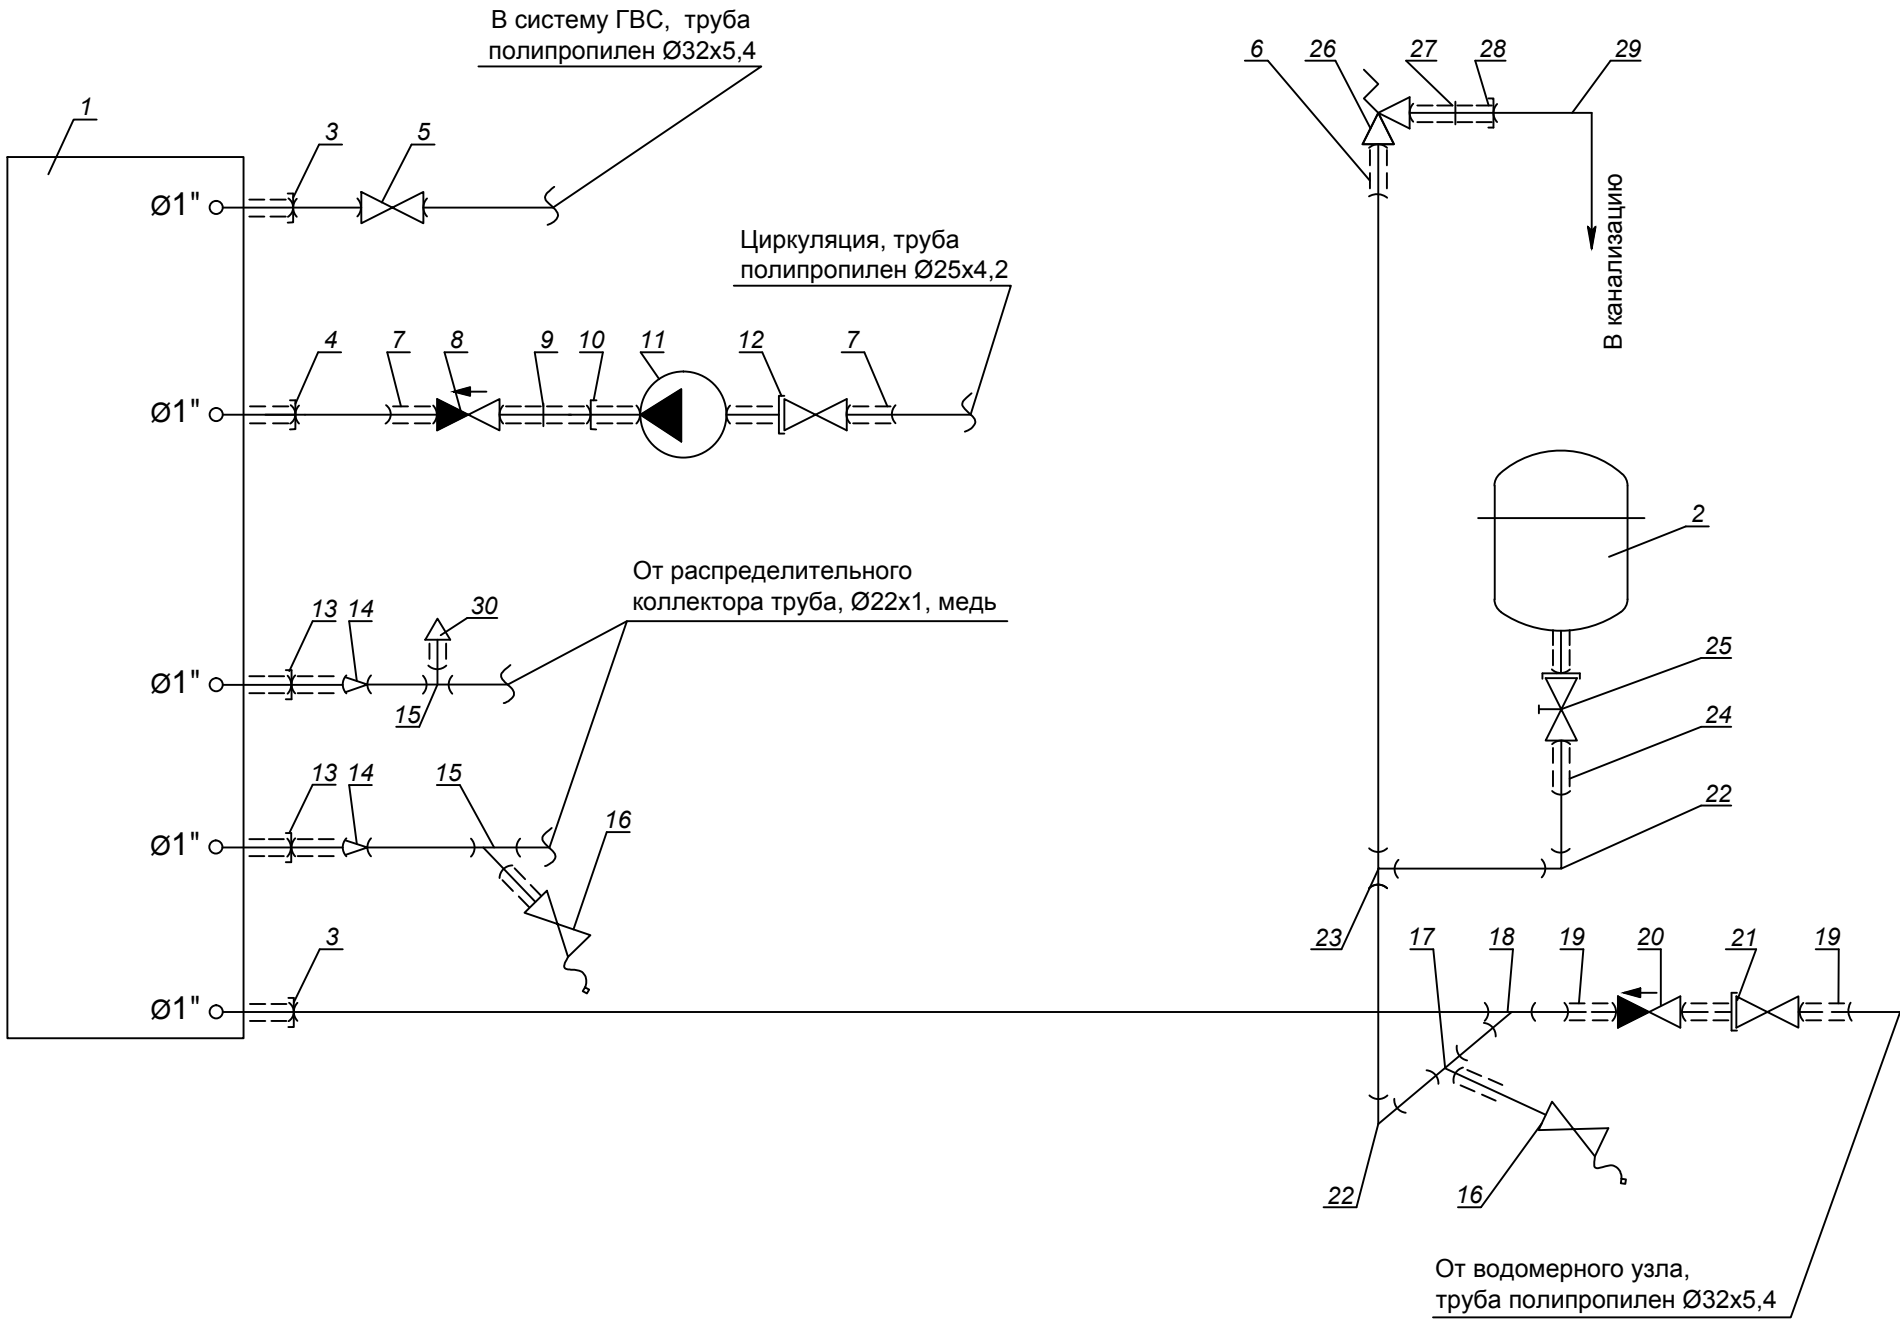 В систему ГВС, труба
полипропилен Ø32x5,4
6 26 27 28 29
1
3 5
Ø1"
В канализацию
Циркуляция, труба
полипропилен Ø25x4,2
4 7 8 9 10 11 12 7
Ø1"
2
От распределительного
коллектора труба, Ø22x1, медь
13 14 30
Ø1"
15
25
24
13 14 15 16
Ø1"
22
23 17 18 19 20 21 19
3
Ø1"
22 16
От водомерного узла,
труба полипропилен Ø32x5,4